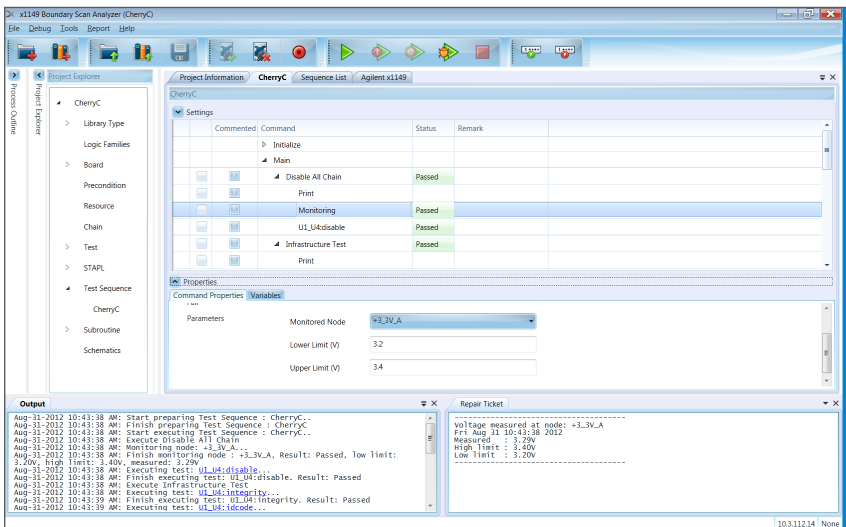 x1149 Boundary Scan Analyzer (CherryC)
File Debug Tools Report Help
Process Outline
Project Explorer
Project Explorer
CherryC
Library Type
Logic Families
Board
Precondition
Resource
Chain
Test
STAPL
Test Sequence
CherryC
Subroutine
Schematics
Project Information CherryC Sequence List Agilent x1149
CherryC
Settings
Commented Command Status Remark
Initialize
Main
Disable All Chain Passed
Print
Monitoring Passed
U1_U4:disable Passed
Infrastructure Test Passed
Print
Properties
Command Properties Variables
Parameters
Monitored Node +3_3V_A
Lower Limit (V) 3.2
Upper Limit (V) 3.4
Output
Aug-31-2012 10:43:38 AM: Start preparing Test Sequence : CherryC..
Aug-31-2012 10:43:38 AM: Finish preparing Test Sequence : CherryC
Aug-31-2012 10:43:38 AM: Start executing Test Sequence : CherryC..
Aug-31-2012 10:43:38 AM: Execute Disable All Chain
Aug-31-2012 10:43:38 AM: Monitoring node: +3_3V_A...
Aug-31-2012 10:43:38 AM: Finish monitoring node : +3_3V_A, Result: Passed, low limit:
3.20V, high limit: 3.40V, measured: 3.29V
Aug-31-2012 10:43:38 AM: Executing test: U1_U4:disable...
Aug-31-2012 10:43:38 AM: Finish executing test: U1_U4:disable. Result: Passed
Aug-31-2012 10:43:38 AM: Execute Infrastructure Test
Aug-31-2012 10:43:38 AM: Executing test: U1_U4:integrity...
Aug-31-2012 10:43:39 AM: Finish executing test: U1_U4:integrity. Result: Passed
Aug-31-2012 10:43:39 AM: Executing test: U1_U4:idcode...
Repair Ticket
--------------------------------------
Voltage measured at node: +3_3V_A
Fri Aug 31 10:43:38 2012
Measured : 3.29V
High limit : 3.40V
Low limit : 3.20V
--------------------------------------
10.3.112.14 None